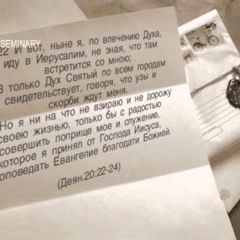 SEMINARY
22 И вот, ныне я, по влечению Духа,
иду в Иерусалим, не зная, что там
встретится со мною;
3 только Дух Святый по всем городам
свидетельствует, говоря, что узы и
скорби ждут меня.
Но я ни на что не взираю и не дорожу
своею жизнью, только бы с радостью
совершить поприще мое и служение,
которое я принял от Господа Иисуса,
проповедать Евангелие благодати Божией.
(Деян.20:22-24)